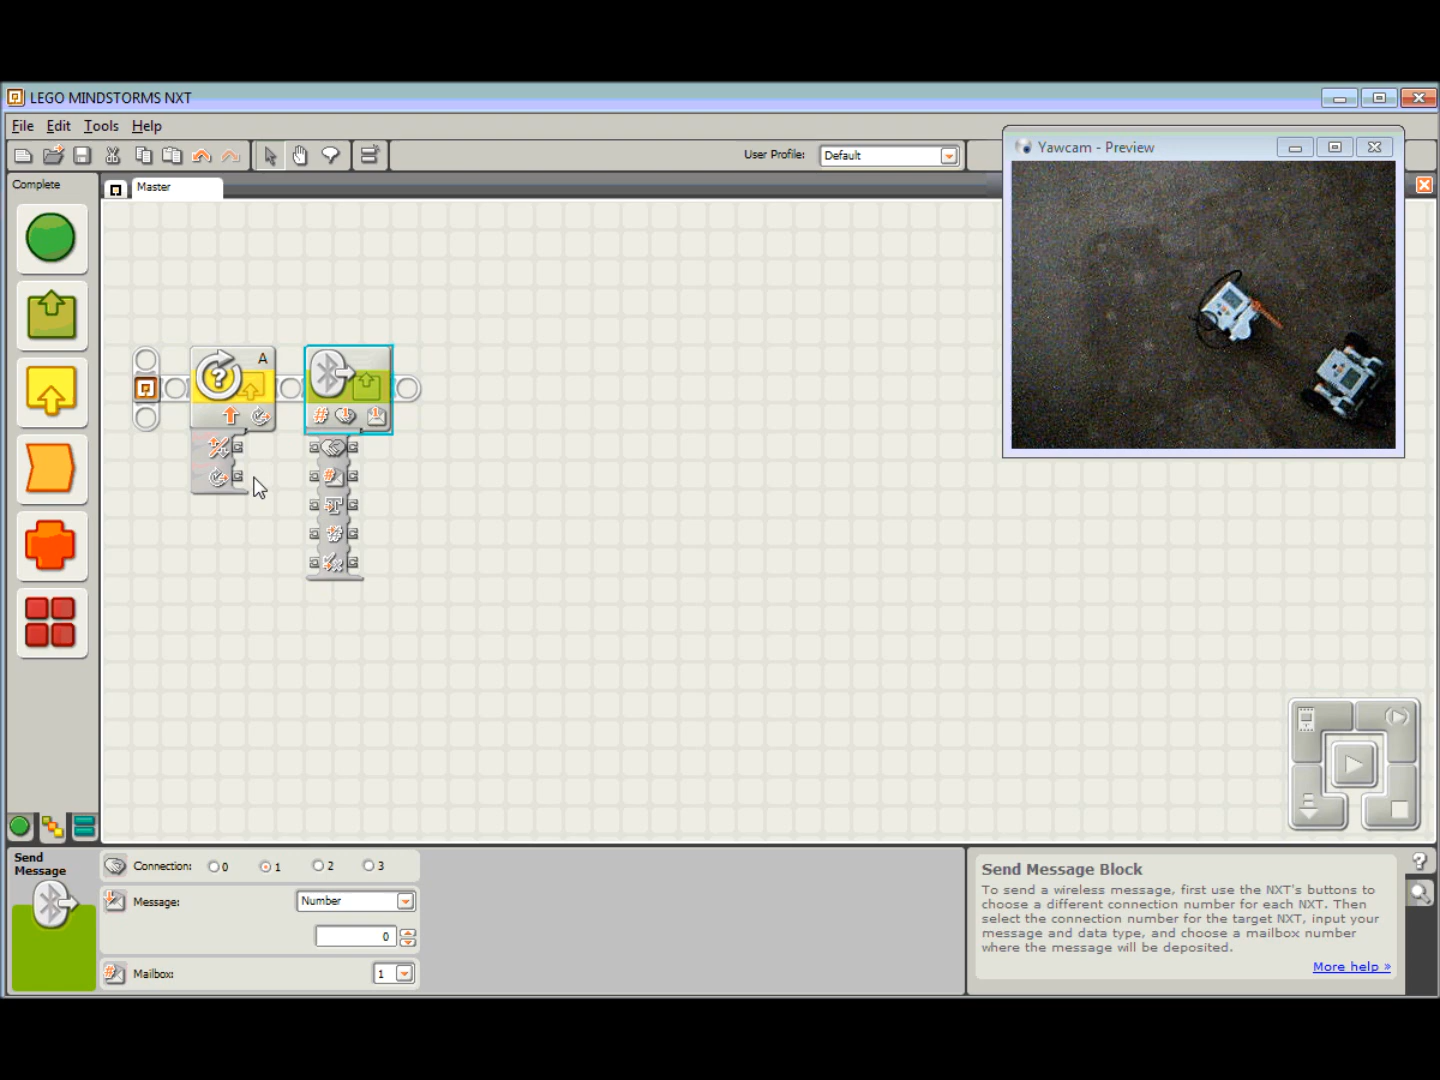 LEGO MINDSTORMS NXT
File Edit Tools Help
Yawcam - Preview
User Profile: Default
Complete
Master
A
Send Message
Connection: 0 1 2 3
Message: Number
0
Mailbox: 1
Send Message Block
To send a wireless message, first use the NXT's buttons to
choose a different connection number for each NXT. Then
select the connection number for the target NXT, input your
message and data type, and choose a mailbox number
where the message will be deposited.
More help »